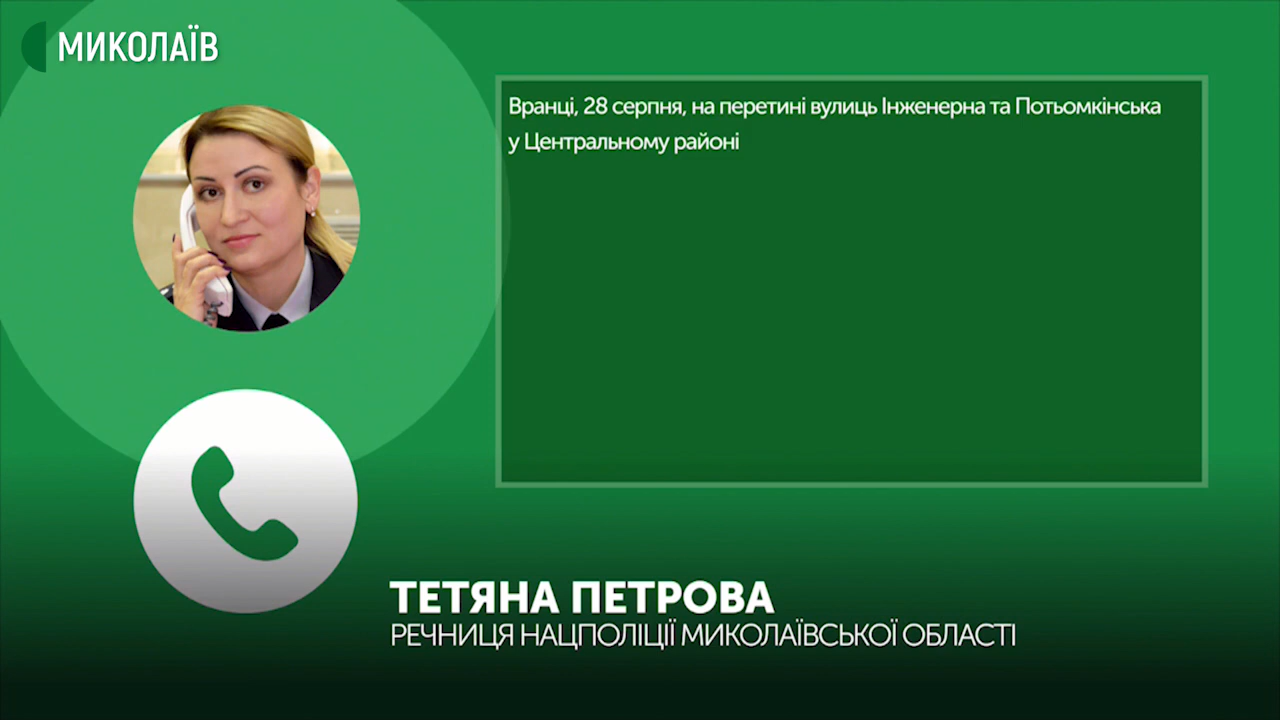 МИКОЛАЇВ
Вранці, 28 серпня, на перетині вулиць Інженерна та Потьомкінська
у Центральному районі
ТЕТЯНА ПЕТРОВА
РЕЧНИЦЯ НАЦПОЛІЦІЇ МИКОЛАЇВСЬКОЇ ОБЛАСТІ